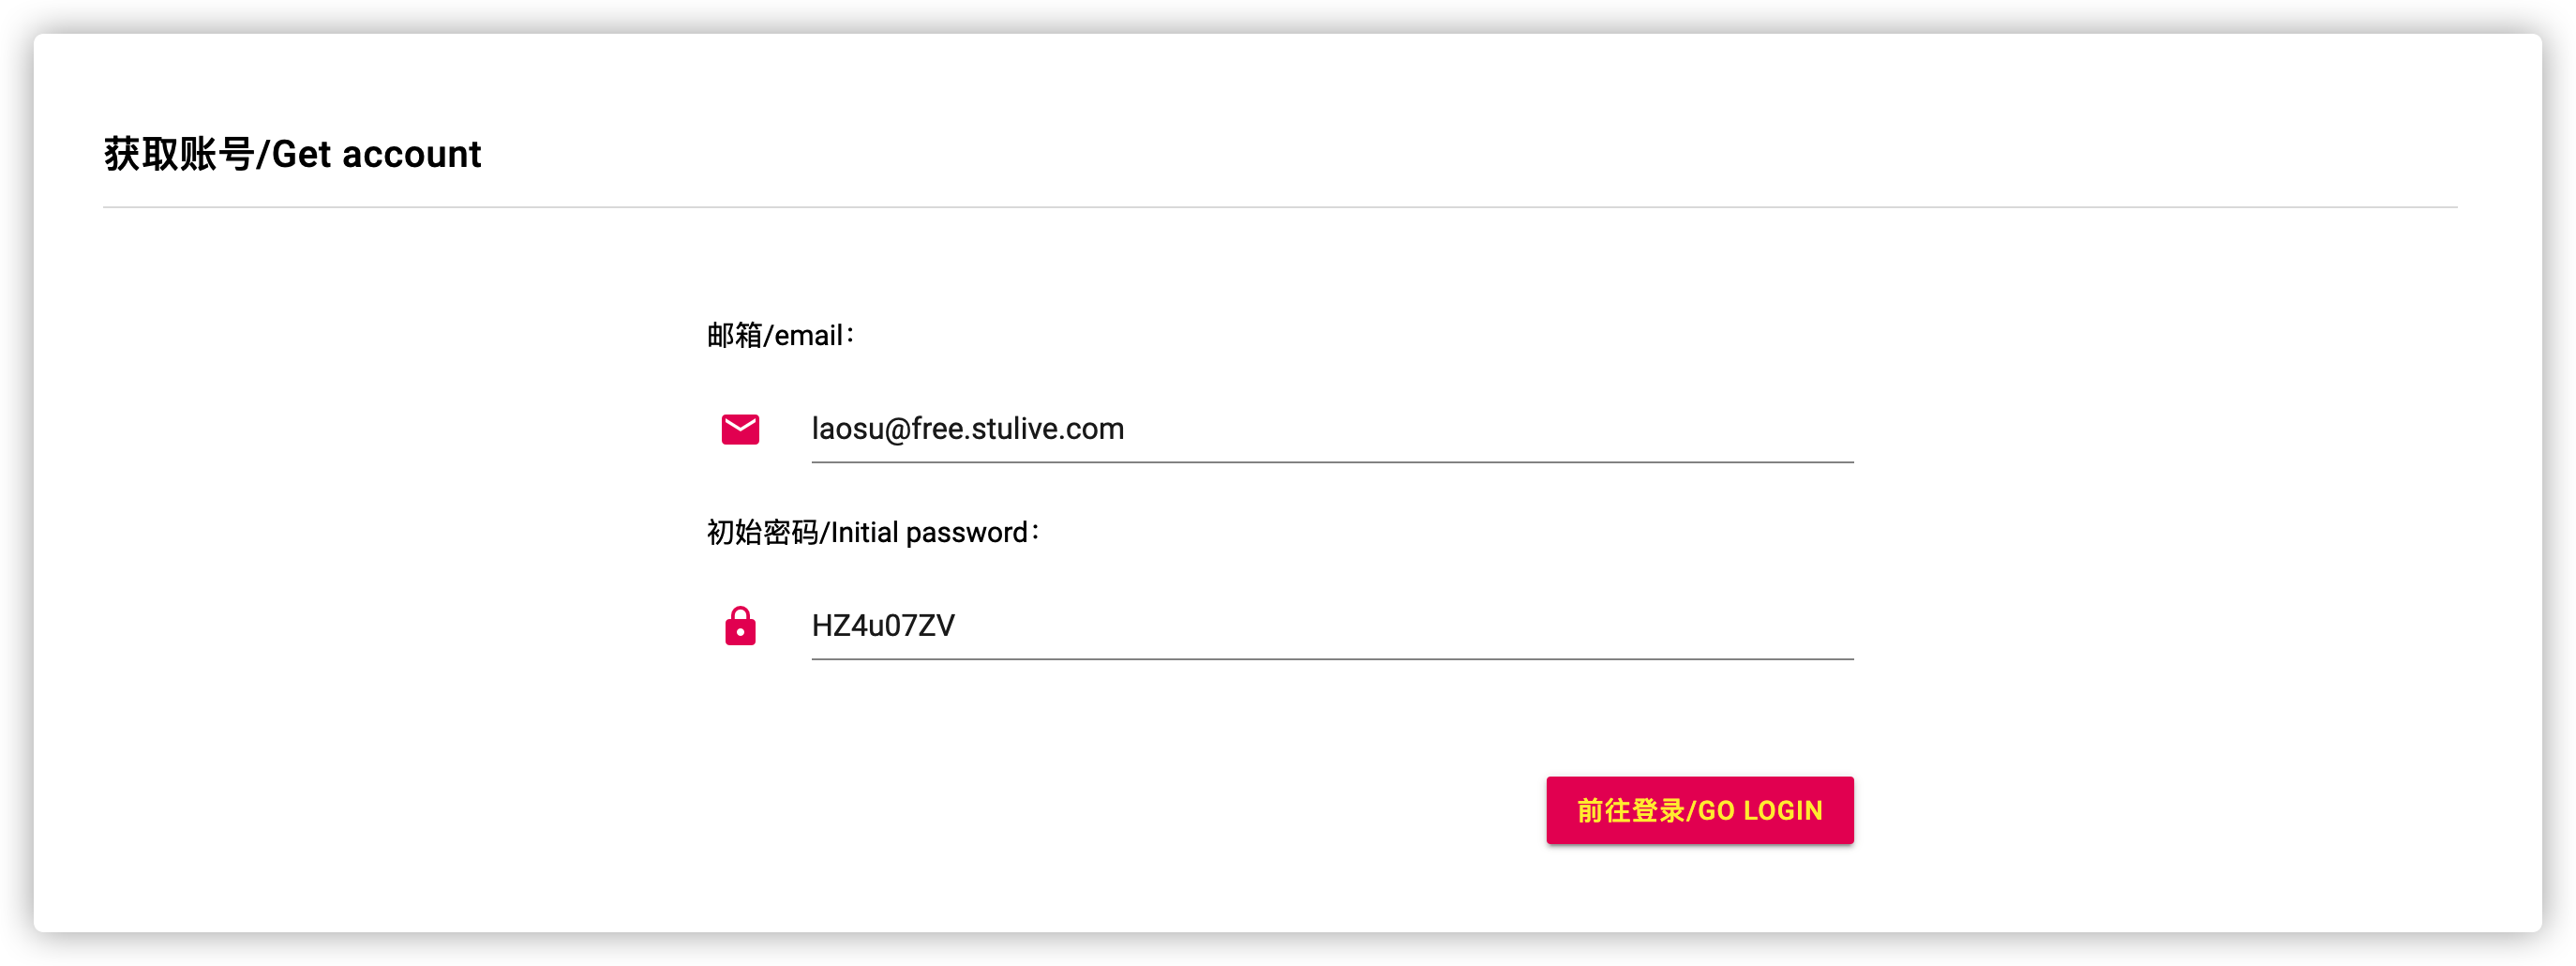 获取账号/Get account
邮箱/email：
laosu@free.stulive.com
初始密码/Initial password：
HZ4u07ZV
前往登录/GO LOGIN